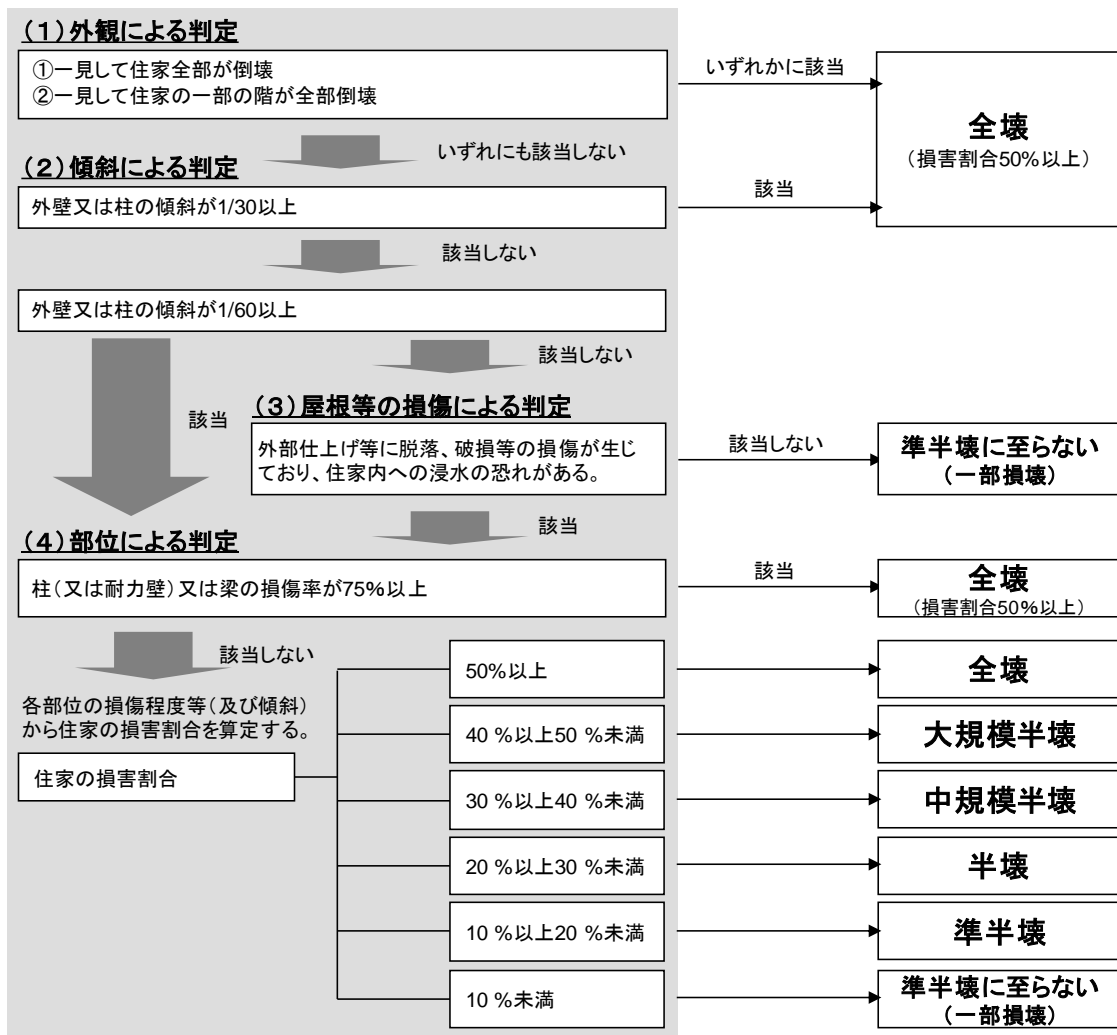 (1)外観による判定
①一見して住家全部が倒壊
②一見して住家の一部の階が全部倒壊
いずれかに該当
全壊
(損害割合50%以上)
いずれにも該当しない
(2)傾斜による判定
外壁又は柱の傾斜が1/30以上
該当
該当しない
外壁又は柱の傾斜が1/60以上
該当しない
該当
(3)屋根等の損傷による判定
外部仕上げ等に脱落、破損等の損傷が生じ
ており、住家内への浸水の恐れがある。
該当しない
準半壊に至らない
(一部損壊)
該当
(4)部位による判定
柱(又は耐力壁)又は梁の損傷率が75%以上
該当
全壊
(損害割合50%以上)
該当しない
各部位の損傷程度等(及び傾斜)
から住家の損害割合を算定する。
住家の損害割合
50%以上
全壊
40 %以上50 %未満
大規模半壊
30 %以上40 %未満
中規模半壊
20 %以上30 %未満
半壊
10 %以上20 %未満
準半壊
10 %未満
準半壊に至らない
(一部損壊)